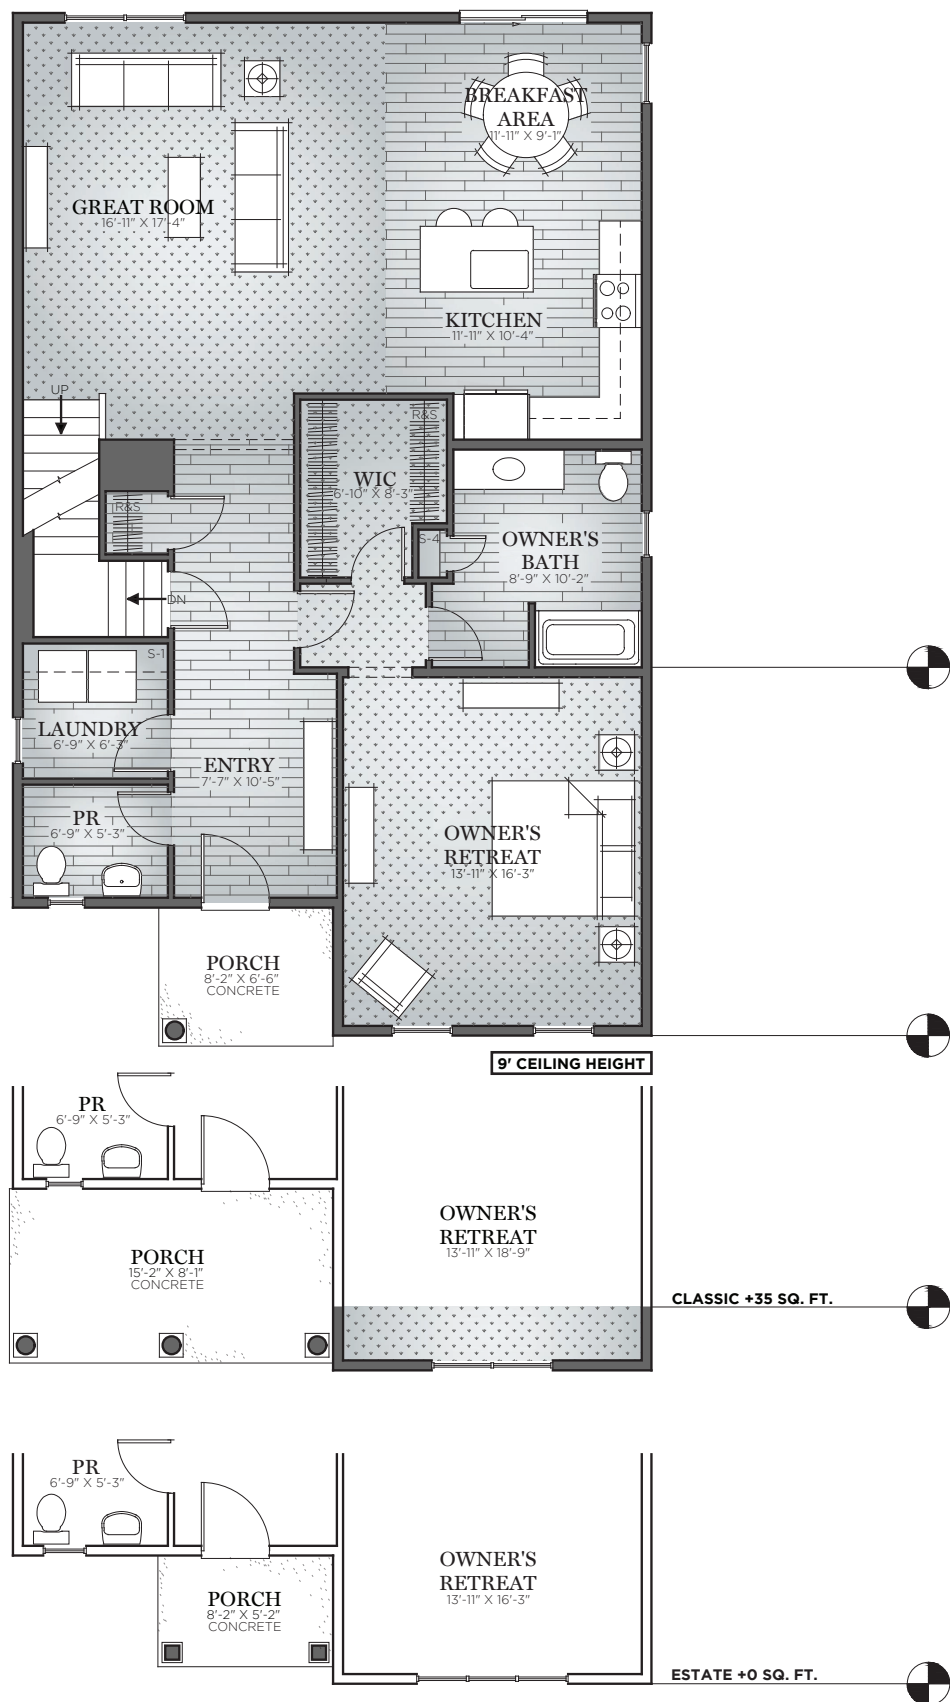 BREAKFAST
AREA
11'-11" X 9'-1"
GREAT ROOM
16'-11" X 17'-4"
KITCHEN
11'-11" X 10'-4"
UP
R&S
WIC
6'-10" X 8'-3"
R&S
S-4
OWNER'S
BATH
8'-9" X 10'-2"
DN
S-1
LAUNDRY
6'-9" X 6'-3"
ENTRY
7'-7" X 10'-5"
PR
6'-9" X 5'-3"
OWNER'S
RETREAT
13'-11" X 16'-3"
PORCH
8'-2" X 6'-6"
CONCRETE
9' CEILING HEIGHT
PR
6'-9" X 5'-3"
OWNER'S
RETREAT
13'-11" X 18'-9"
PORCH
15'-2" X 8'-1"
CONCRETE
CLASSIC +35 SQ. FT.
PR
6'-9" X 5'-3"
OWNER'S
RETREAT
13'-11" X 16'-3"
PORCH
8'-2" X 5'-2"
CONCRETE
ESTATE +0 SQ. FT.